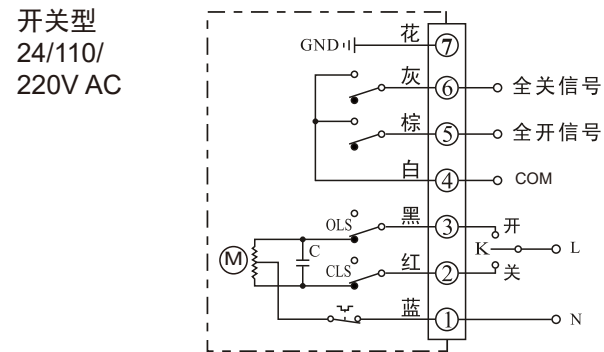 开关型
24/110/
220V AC
GND 花 ⑦
灰 ⑥ 全关信号
棕 ⑤ 全开信号
白 ④ COM
OLS 黑 ③ 开
K L
M C
CLS 红 ② 关
蓝 ① N